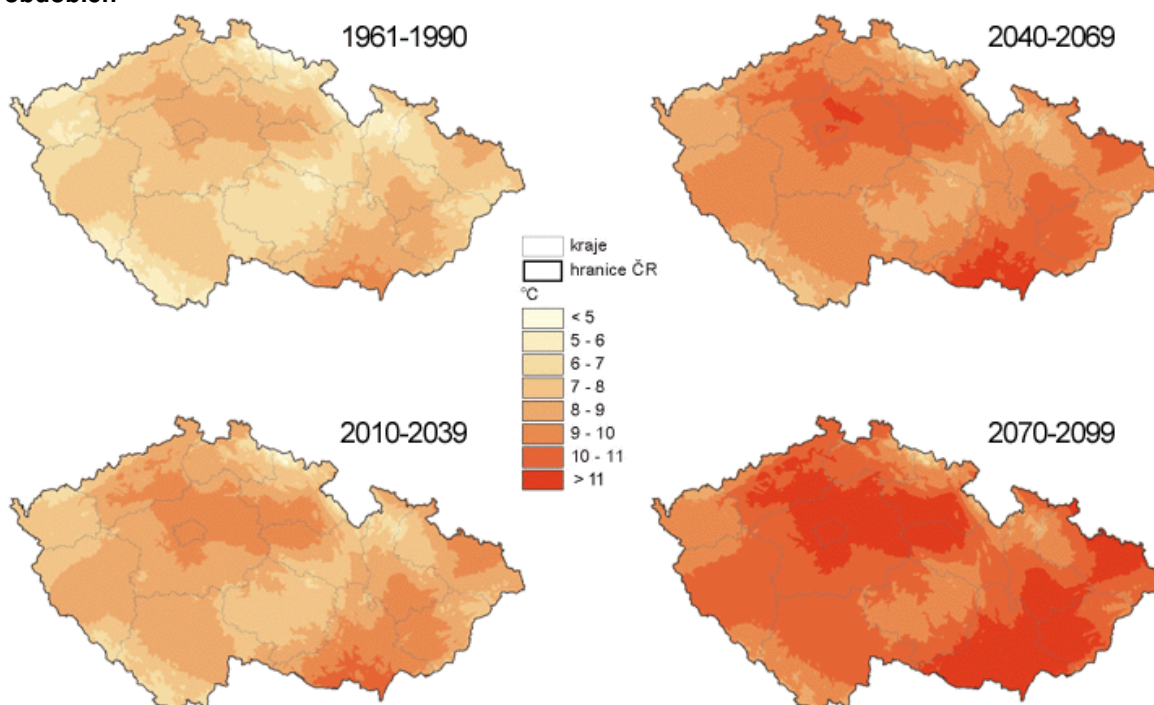 obdobích
1961-1990
2040-2069
kraje
hranice ČR
°C
< 5
5 - 6
6 - 7
7 - 8
8 - 9
9 - 10
10 - 11
> 11
2010-2039
2070-2099